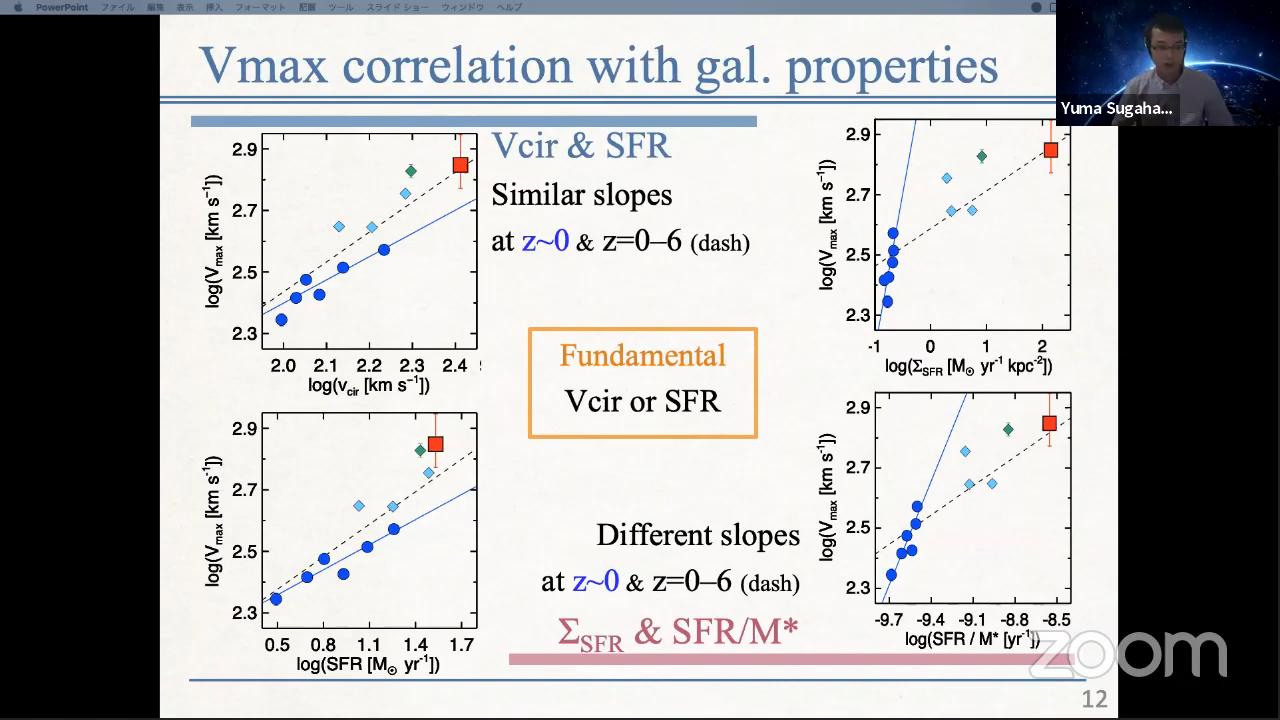 PowerPoint ファイル 編集 表示 挿入 フォーマット 配置 ツール スライド ショー ウィンドウ ヘルプ
Vmax correlation with gal. properties
Yuma Sugaha...
Vcir & SFR
Similar slopes
at z~0 & z=0–6 (dash)
2.9
2.7
2.5
2.3
log(Vmax [km s⁻¹])
2.0 2.1 2.2 2.3 2.4
log(vcir [km s⁻¹])
2.9
2.7
2.5
2.3
log(Vmax [km s⁻¹])
-1 0 1 2
log(ΣSFR [M⊙ yr⁻¹ kpc⁻²])
Fundamental
Vcir or SFR
2.9
2.7
2.5
2.3
log(Vmax [km s⁻¹])
0.5 0.8 1.1 1.4 1.7
log(SFR [M⊙ yr⁻¹])
2.9
2.7
2.5
2.3
log(Vmax [km s⁻¹])
-9.7 -9.4 -9.1 -8.8 -8.5
log(SFR / M* [yr⁻¹])
Different slopes
at z~0 & z=0–6 (dash)
ΣSFR & SFR/M*
zoom
12